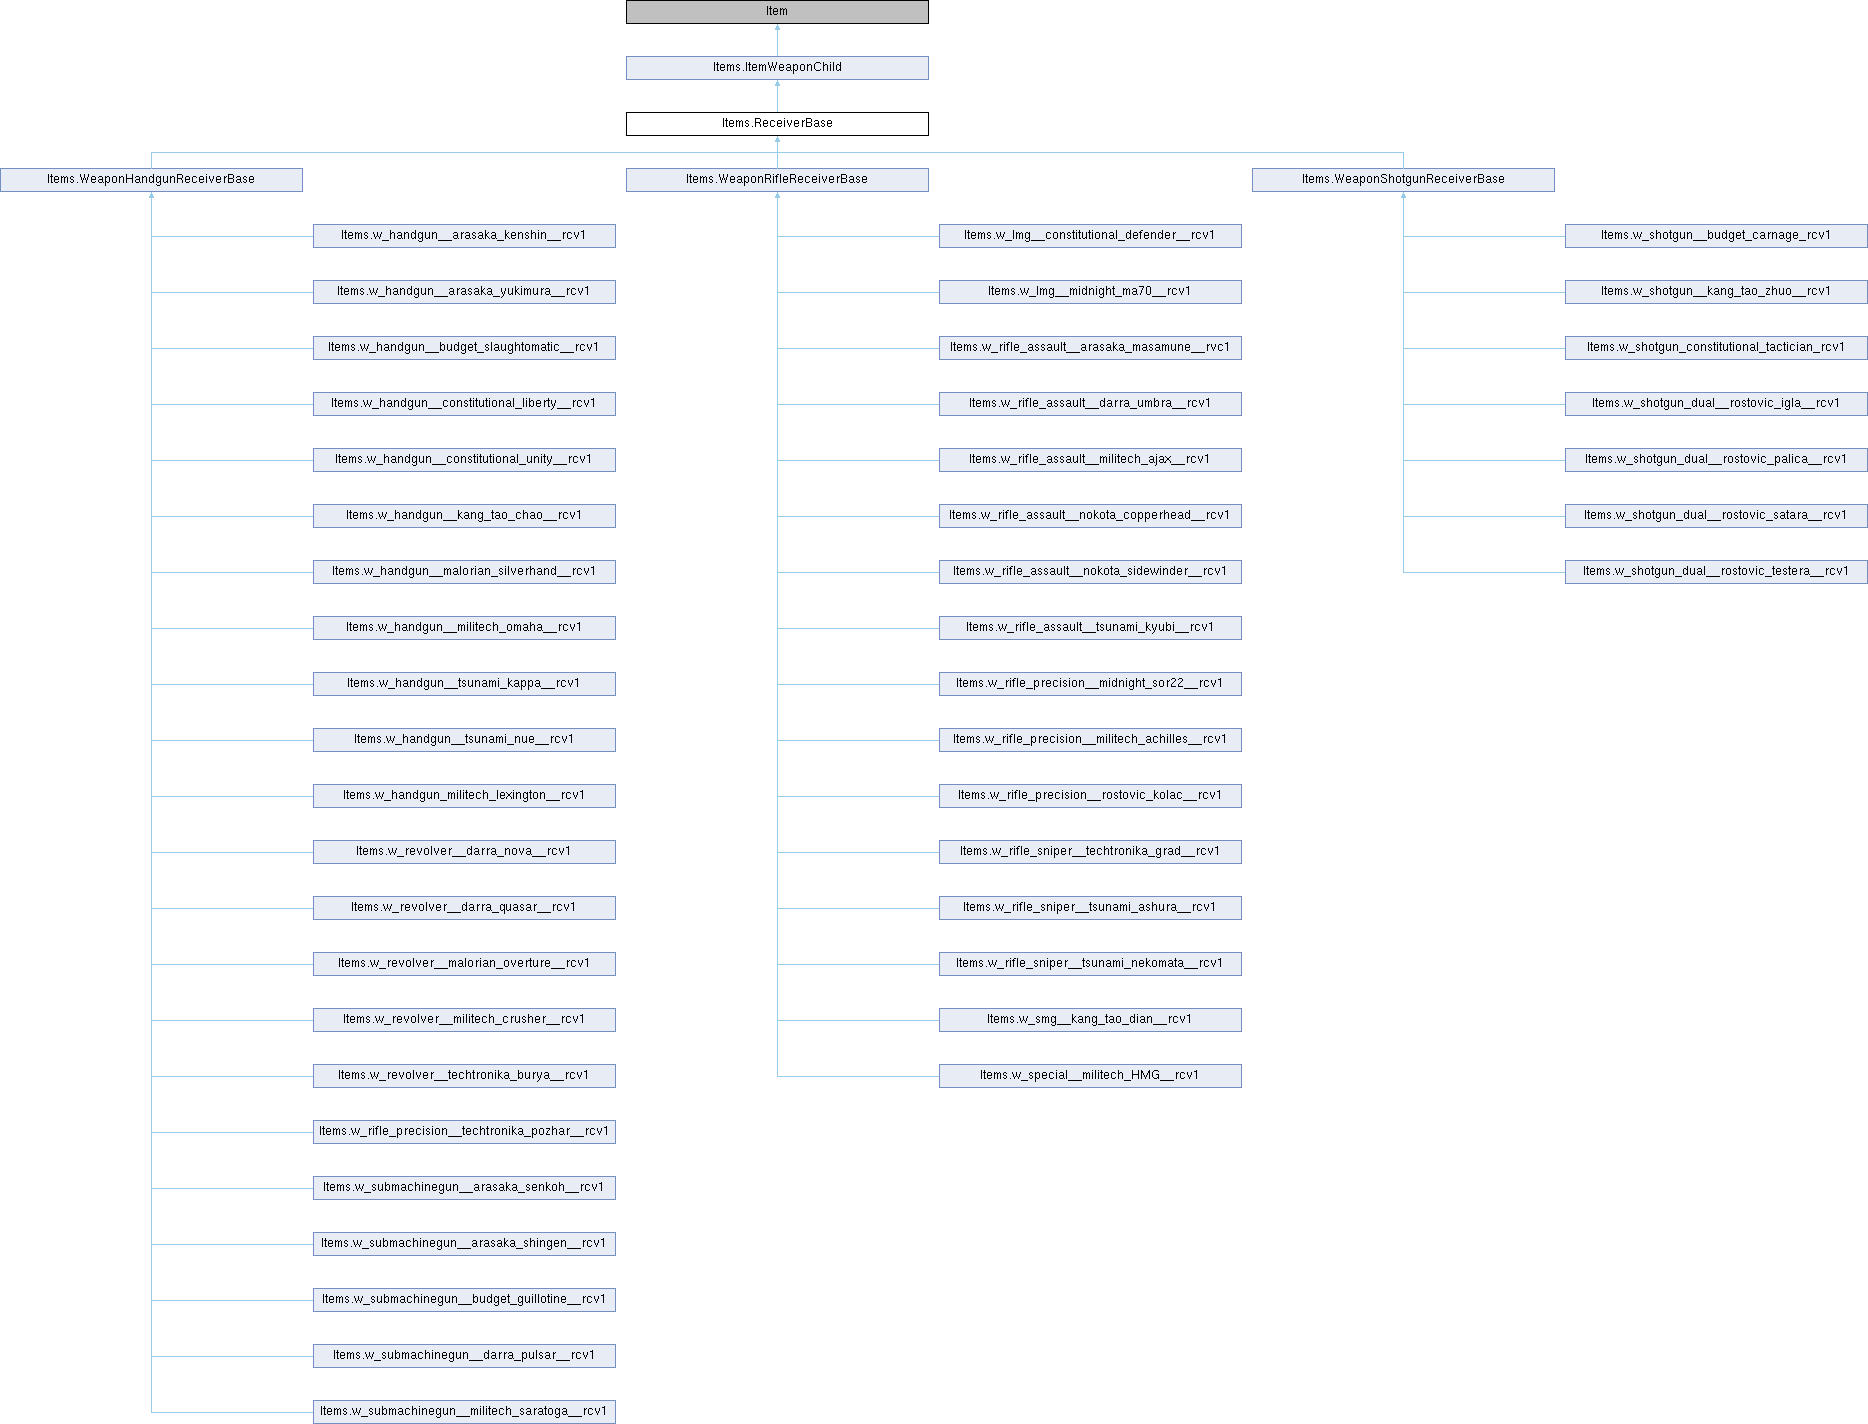 Item
Items.ItemWeaponChild
Items.ReceiverBase
Items.WeaponHandgunReceiverBase
Items.WeaponRifleReceiverBase
Items.WeaponShotgunReceiverBase
Items.w_handgun__arasaka_kenshin__rcv1
Items.w_lmg__constitutional_defender__rcv1
Items.w_shotgun__budget_carnage_rcv1
Items.w_handgun__arasaka_yukimura__rcv1
Items.w_lmg__midnight_ma70__rcv1
Items.w_shotgun__kang_tao_zhuo__rcv1
Items.w_handgun__budget_slaughtomatic__rcv1
Items.w_rifle_assault__arasaka_masamune__rvc1
Items.w_shotgun_constitutional_tactician_rcv1
Items.w_handgun__constitutional_liberty__rcv1
Items.w_rifle_assault__darra_umbra__rcv1
Items.w_shotgun_dual__rostovic_igla__rcv1
Items.w_handgun__constitutional_unity__rcv1
Items.w_rifle_assault__militech_ajax__rcv1
Items.w_shotgun_dual__rostovic_palica__rcv1
Items.w_handgun__kang_tao_chao__rcv1
Items.w_rifle_assault__nokota_copperhead__rcv1
Items.w_shotgun_dual__rostovic_satara__rcv1
Items.w_handgun__malorian_silverhand__rcv1
Items.w_rifle_assault__nokota_sidewinder__rcv1
Items.w_shotgun_dual__rostovic_testera__rcv1
Items.w_handgun__militech_omaha__rcv1
Items.w_rifle_assault__tsunami_kyubi__rcv1
Items.w_handgun__tsunami_kappa__rcv1
Items.w_rifle_precision__midnight_sor22__rcv1
Items.w_handgun__tsunami_nue__rcv1
Items.w_rifle_precision__militech_achilles__rcv1
Items.w_handgun_militech_lexington__rcv1
Items.w_rifle_precision__rostovic_kolac__rcv1
Items.w_revolver__darra_nova__rcv1
Items.w_rifle_sniper__techtronika_grad__rcv1
Items.w_revolver__darra_quasar__rcv1
Items.w_rifle_sniper__tsunami_ashura__rcv1
Items.w_revolver__malorian_overture__rcv1
Items.w_rifle_sniper__tsunami_nekomata__rcv1
Items.w_revolver__militech_crusher__rcv1
Items.w_smg__kang_tao_dian__rcv1
Items.w_revolver__techtronika_burya__rcv1
Items.w_special__militech_HMG__rcv1
Items.w_rifle_precision__techtronika_pozhar__rcv1
Items.w_submachinegun__arasaka_senkoh__rcv1
Items.w_submachinegun__arasaka_shingen__rcv1
Items.w_submachinegun__budget_guillotine__rcv1
Items.w_submachinegun__darra_pulsar__rcv1
Items.w_submachinegun__militech_saratoga__rcv1